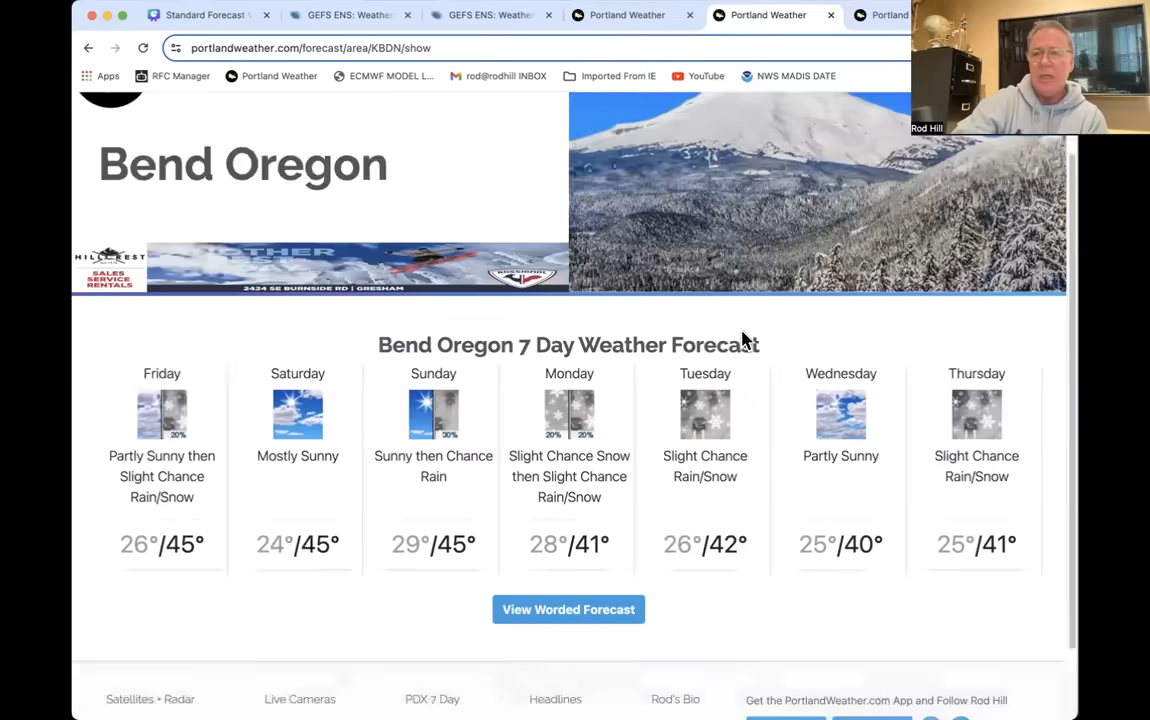 Standard Forecast
GEFS ENS: Weather
GEFS ENS: Weather
Portland Weather
Portland Weather
Portland
portlandweather.com/forecast/area/KBDN/show
Apps
RFC Manager
Portland Weather
ECMWF MODEL L...
rod@rodhill INBOX
Imported From IE
YouTube
NWS MADIS DATE
Rod Hill
Bend Oregon
HILLCREST
SALES
SERVICE
RENTALS
2424 SE BURNSIDE RD | GRESHAM
ROSSIGNOL
Bend Oregon 7 Day Weather Forecast
Friday
Saturday
Sunday
Monday
Tuesday
Wednesday
Thursday
20%
30%
20%
20%
Partly Sunny then
Slight Chance
Rain/Snow
Mostly Sunny
Sunny then Chance
Rain
Slight Chance Snow
then Slight Chance
Rain/Snow
Slight Chance
Rain/Snow
Partly Sunny
Slight Chance
Rain/Snow
26°/45°
24°/45°
29°/45°
28°/41°
26°/42°
25°/40°
25°/41°
View Worded Forecast
Satellites + Radar
Live Cameras
PDX 7 Day
Headlines
Rod's Bio
Get the PortlandWeather.com App and Follow Rod Hill